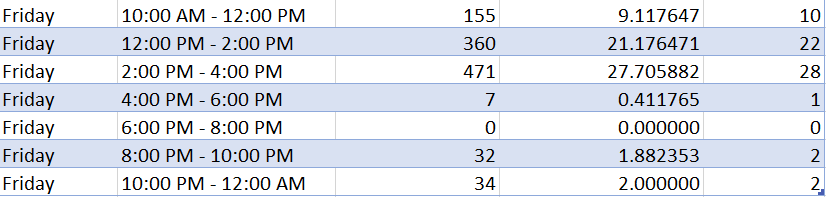 Friday 10:00 AM - 12:00 PM 155 9.117647 10
Friday 12:00 PM - 2:00 PM 360 21.176471 22
Friday 2:00 PM - 4:00 PM 471 27.705882 28
Friday 4:00 PM - 6:00 PM 7 0.411765 1
Friday 6:00 PM - 8:00 PM 0 0.000000 0
Friday 8:00 PM - 10:00 PM 32 1.882353 2
Friday 10:00 PM - 12:00 AM 34 2.000000 2